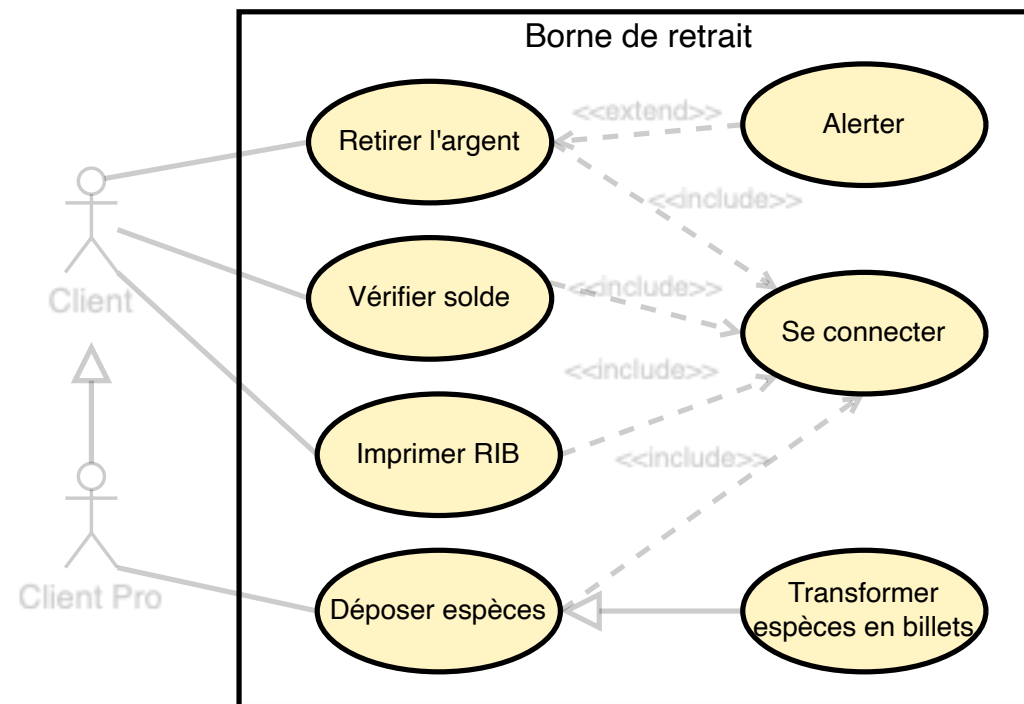 Borne de retrait
Retirer l'argent
<<extend>>
Alerter
<<include>>
Client
Vérifier solde
<<include>>
Se connecter
<<include>>
Imprimer RIB
<<include>>
Client Pro
Déposer espèces
Transformer
espèces en billets